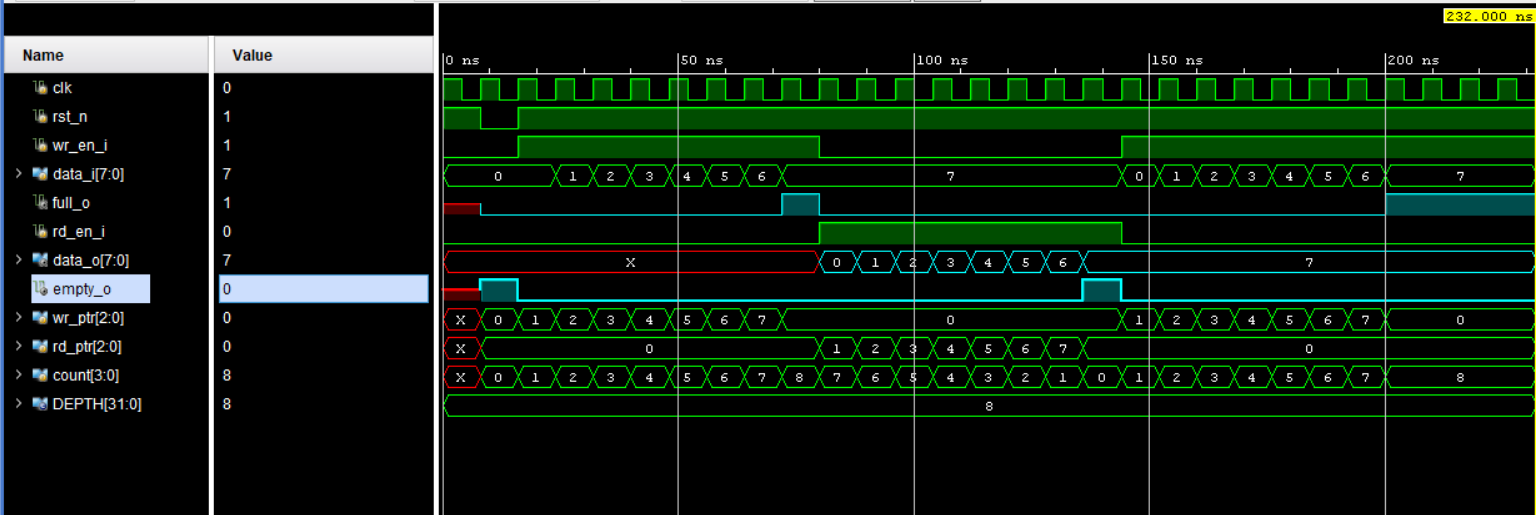 232.000 ns
Name Value
0 ns 50 ns 100 ns 150 ns 200 ns
clk 0
rst_n 1
wr_en_i 1
data_i[7:0] 7 0 1 2 3 4 5 6 7 0 1 2 3 4 5 6 7
full_o 1
rd_en_i 0
data_o[7:0] 7 X 0 1 2 3 4 5 6 7
empty_o 0
wr_ptr[2:0] 0 X 0 1 2 3 4 5 6 7 0 1 2 3 4 5 6 7 0
rd_ptr[2:0] 0 X 0 1 2 3 4 5 6 7 0
count[3:0] 8 X 0 1 2 3 4 5 6 7 8 7 6 5 4 3 2 1 0 1 2 3 4 5 6 7 8
DEPTH[31:0] 8 8